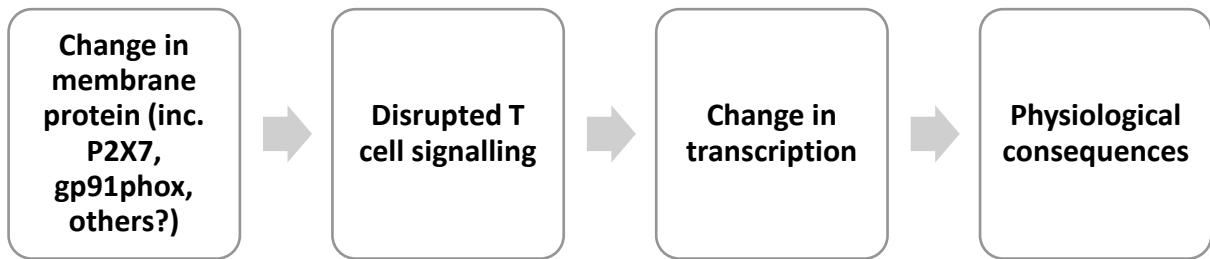 Change in
membrane
protein (inc.
P2X7,
gp91phox,
others?)
Disrupted T
cell signalling
Change in
transcription
Physiological
consequences